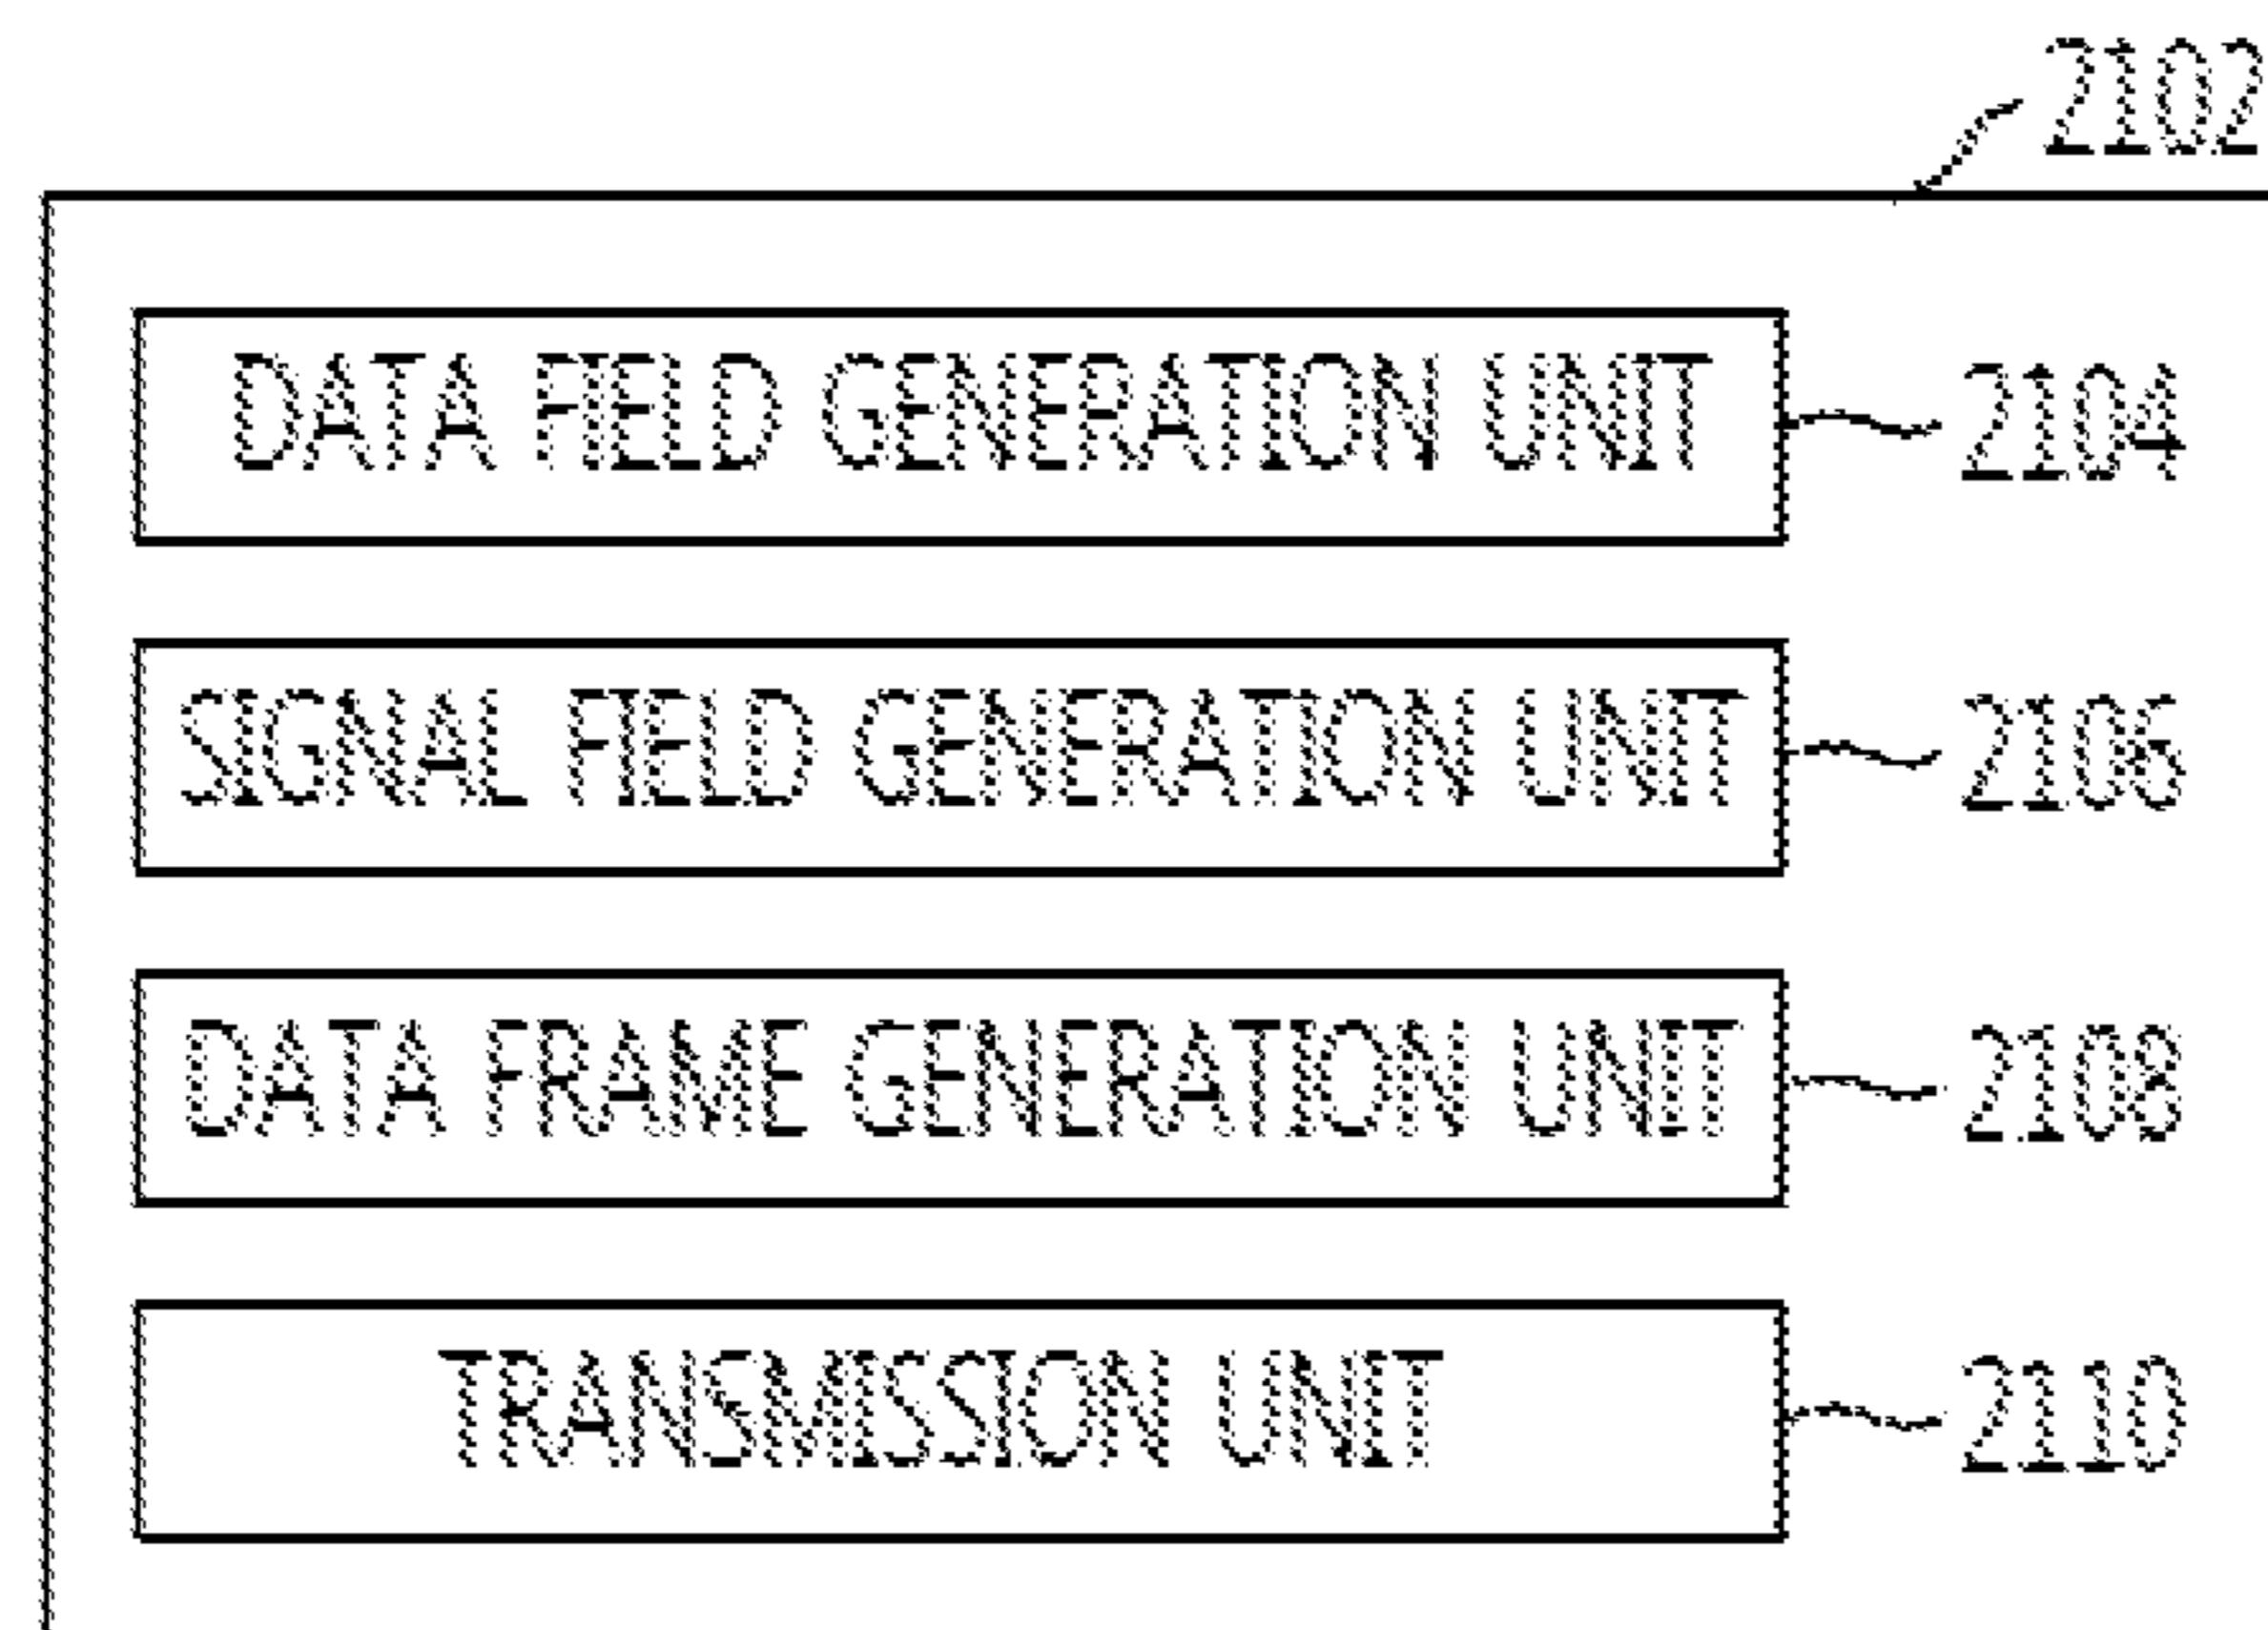 2102
DATA FIELD GENERATION UNIT 2104
SIGNAL FIELD GENERATION UNIT 2106
DATA FRAME GENERATION UNIT 2108
TRANSMISSION UNIT 2110